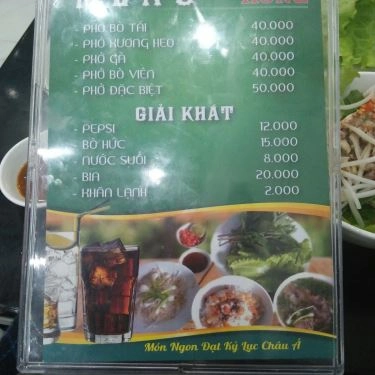 - PHỞ BÒ TÁI 40.000
- PHỞ XƯƠNG HEO 40.000
- PHỞ GÀ 40.000
- PHỞ BÒ VIÊN 40.000
- PHỞ ĐẶC BIỆT 50.000
GIẢI KHÁT
- PEPSI 12.000
- BÒ HÚC 15.000
- NƯỚC SUỐI 8.000
- BIA 20.000
- KHĂN LẠNH 2.000
Món Ngon Đạt Kỷ Lục Châu Á